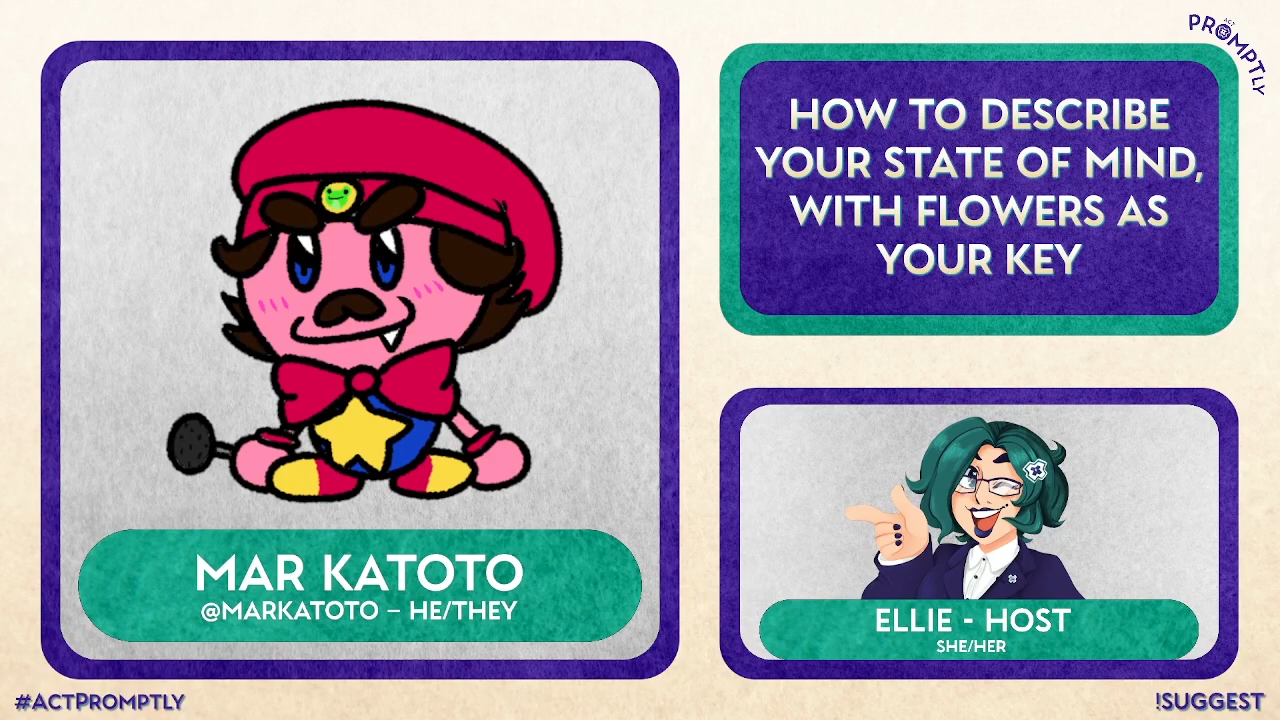 ACT
PROMPTLY
HOW TO DESCRIBE
YOUR STATE OF MIND,
WITH FLOWERS AS
YOUR KEY
MAR KATOTO
@MARKATOTO – HE/THEY
ELLIE - HOST
SHE/HER
#ACTPROMPTLY
!SUGGEST